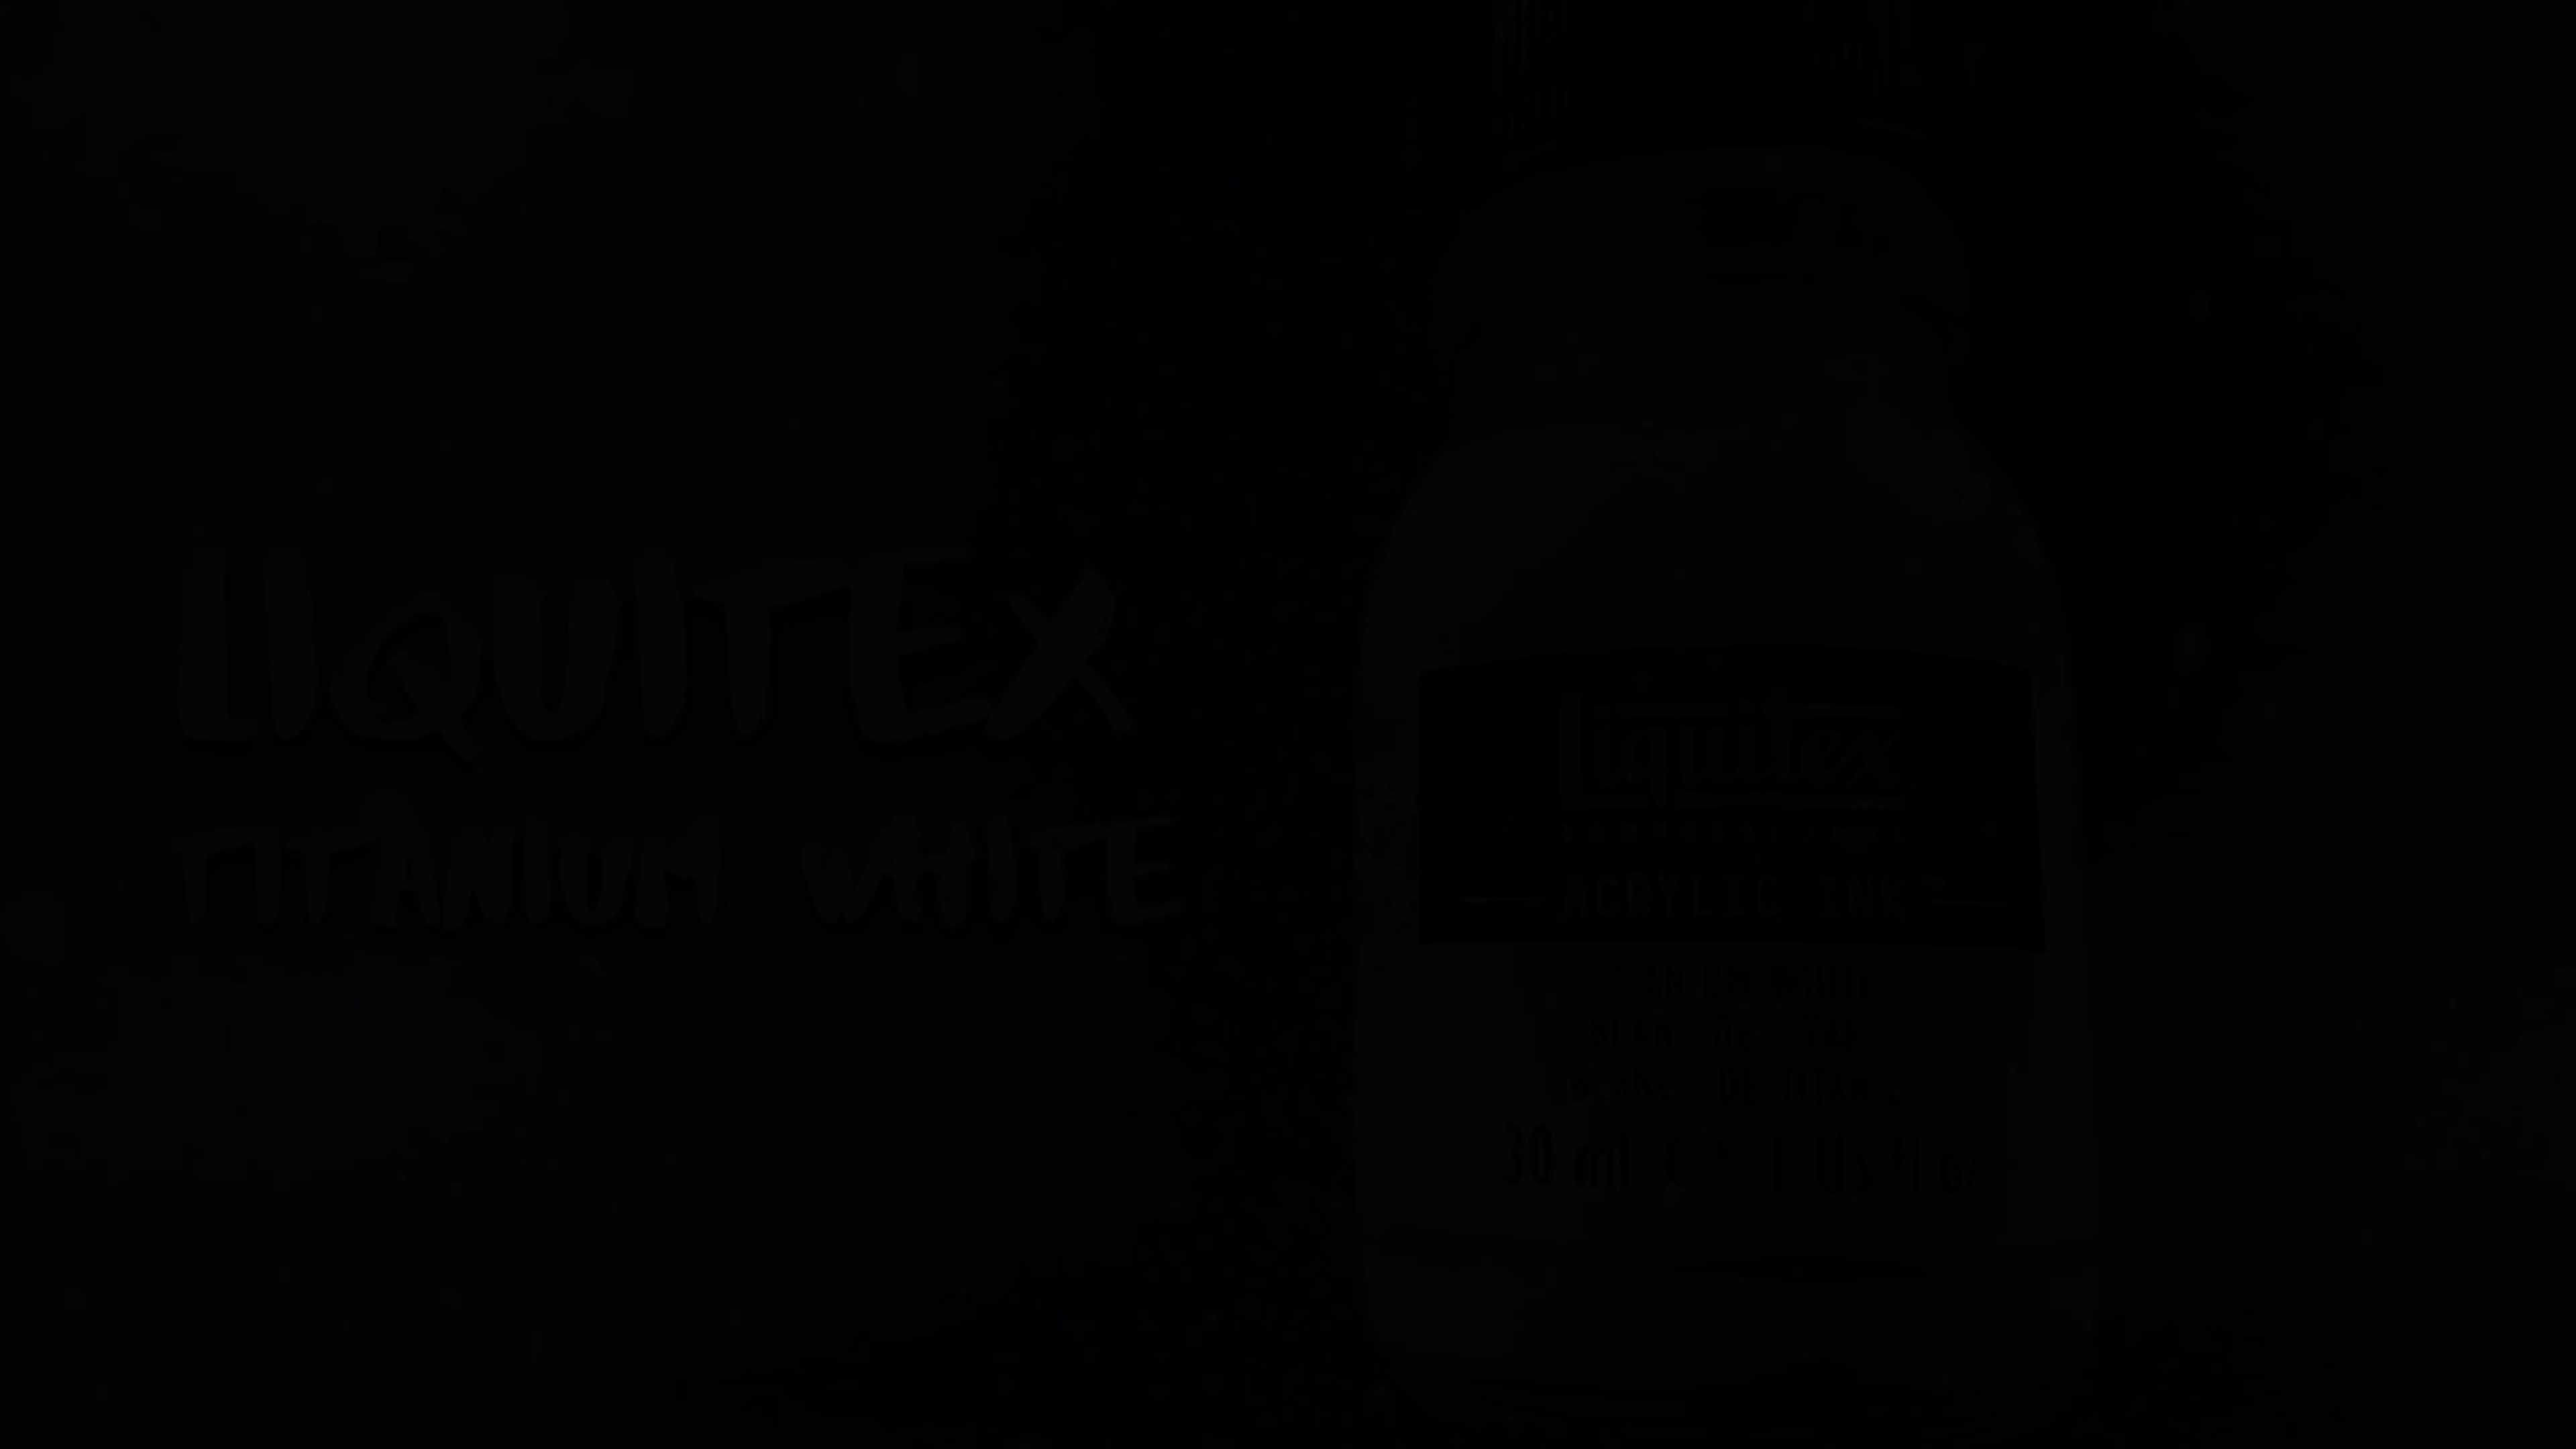 LIQUITEX
TITANIUM WHITE
Liquitex
ACRYLIC INK
TITANIUM WHITE
BLANC DE TITANE
BLANCO DE TITANIO
30 ml ℮ 1 US fl oz